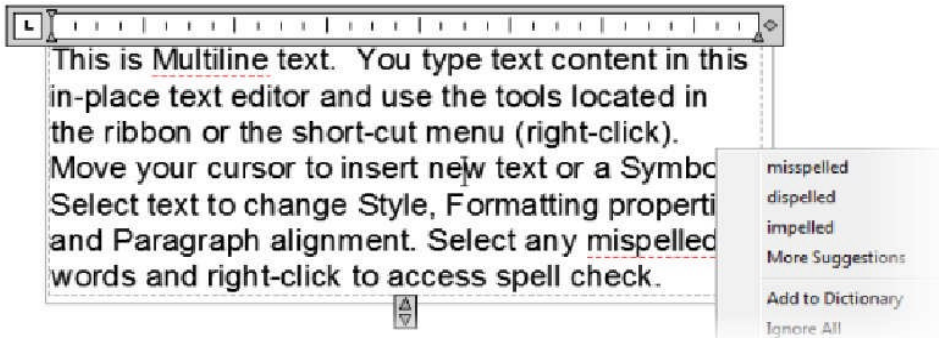 This is Multiline text.  You type text content in this
in-place text editor and use the tools located in
the ribbon or the short-cut menu (right-click).
Move your cursor to insert new text or a Symbo
Select text to change Style, Formatting properti
and Paragraph alignment. Select any mispelled
words and right-click to access spell check.
misspelled
dispelled
impelled
More Suggestions
Add to Dictionary
Ignore All